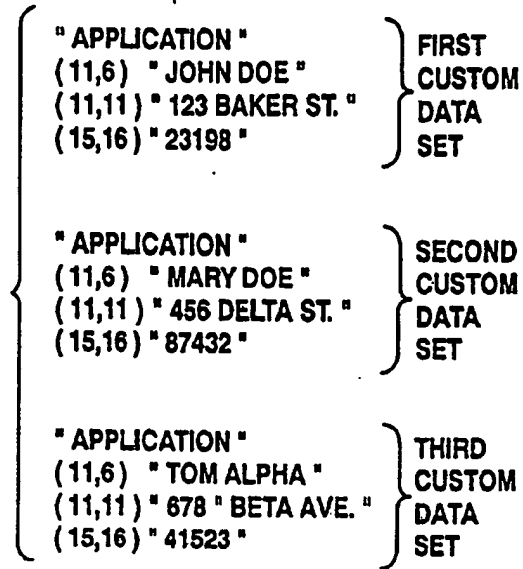 " APPLICATION "
(11,6) " JOHN DOE "
(11,11) " 123 BAKER ST. "
(15,16) " 23198 "
FIRST
CUSTOM
DATA
SET
" APPLICATION "
(11,6) " MARY DOE "
(11,11) " 456 DELTA ST. "
(15,16) " 87432 "
SECOND
CUSTOM
DATA
SET
" APPLICATION "
(11,6) " TOM ALPHA "
(11,11) " 678 " BETA AVE. "
(15,16) " 41523 "
THIRD
CUSTOM
DATA
SET